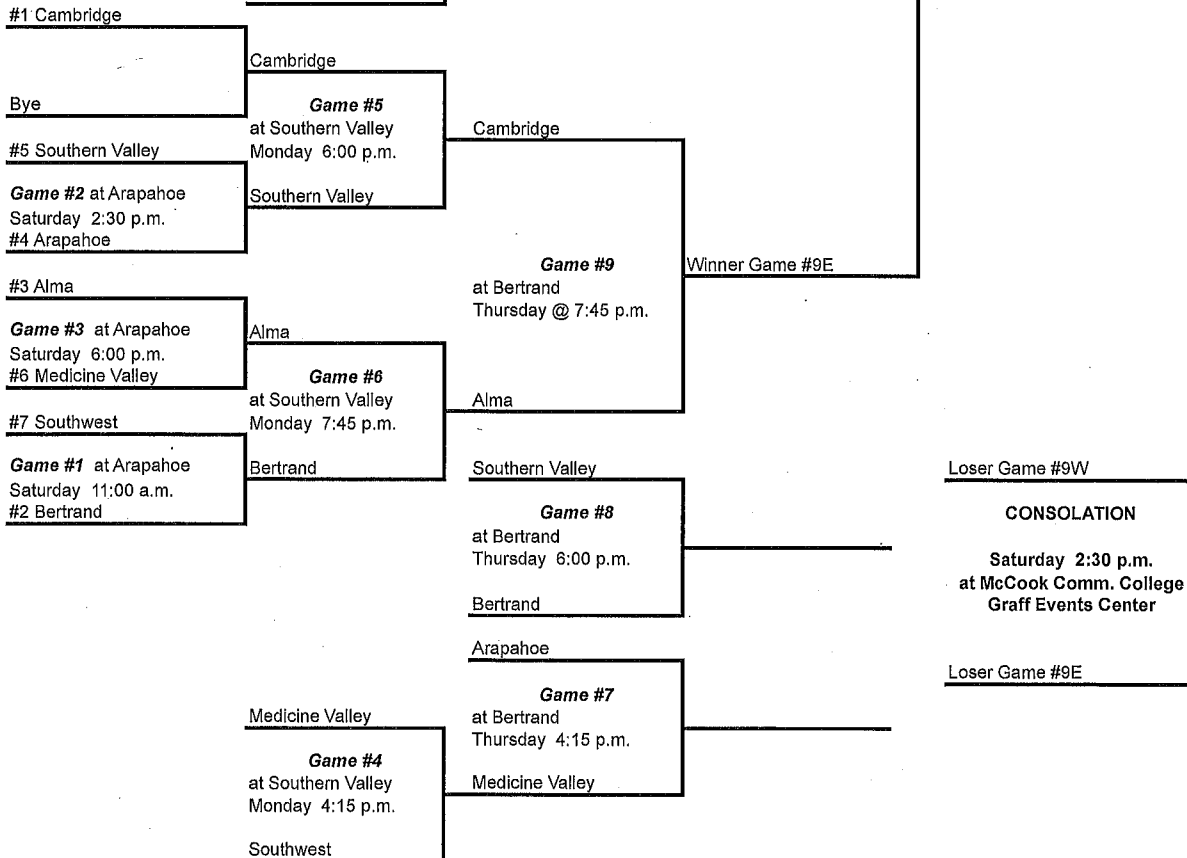 #1 Cambridge
Cambridge
Bye
Game #5
at Southern Valley
Monday 6:00 p.m.
Cambridge
#5 Southern Valley
Game #2 at Arapahoe
Saturday 2:30 p.m.
#4 Arapahoe
Southern Valley
#3 Alma
Game #9
at Bertrand
Thursday @ 7:45 p.m.
Winner Game #9E
Game #3 at Arapahoe
Saturday 6:00 p.m.
#6 Medicine Valley
Alma
Game #6
at Southern Valley
Monday 7:45 p.m.
Alma
#7 Southwest
Game #1 at Arapahoe
Saturday 11:00 a.m.
#2 Bertrand
Bertrand
Southern Valley
Game #8
at Bertrand
Thursday 6:00 p.m.
Bertrand
Loser Game #9W
CONSOLATION
Saturday 2:30 p.m.
at McCook Comm. College
Graff Events Center
Loser Game #9E
Arapahoe
Game #7
at Bertrand
Thursday 4:15 p.m.
Medicine Valley
Medicine Valley
Game #4
at Southern Valley
Monday 4:15 p.m.
Southwest